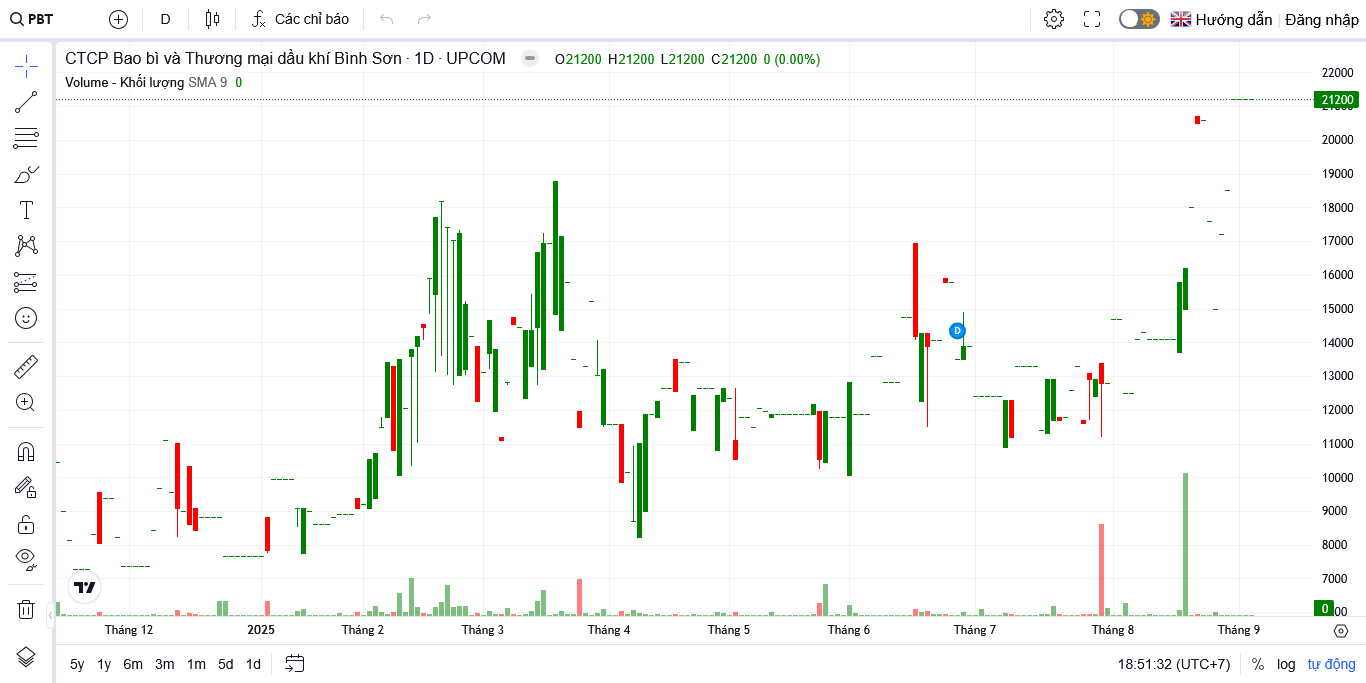 PBT D Các chỉ báo Hướng dẫn Đăng nhập
CTCP Bao bì và Thương mại dầu khí Bình Sơn · 1D · UPCOM O21200 H21200 L21200 C21200 0 (0.00%)
Volume - Khối lượng SMA 9 0
22000
21200
20000
19000
18000
17000
16000
15000
D
14000
13000
12000
11000
10000
9000
8000
7000
0
Tháng 12 2025 Tháng 2 Tháng 3 Tháng 4 Tháng 5 Tháng 6 Tháng 7 Tháng 8 Tháng 9
5y 1y 6m 3m 1m 5d 1d 18:51:32 (UTC+7) % log tự động